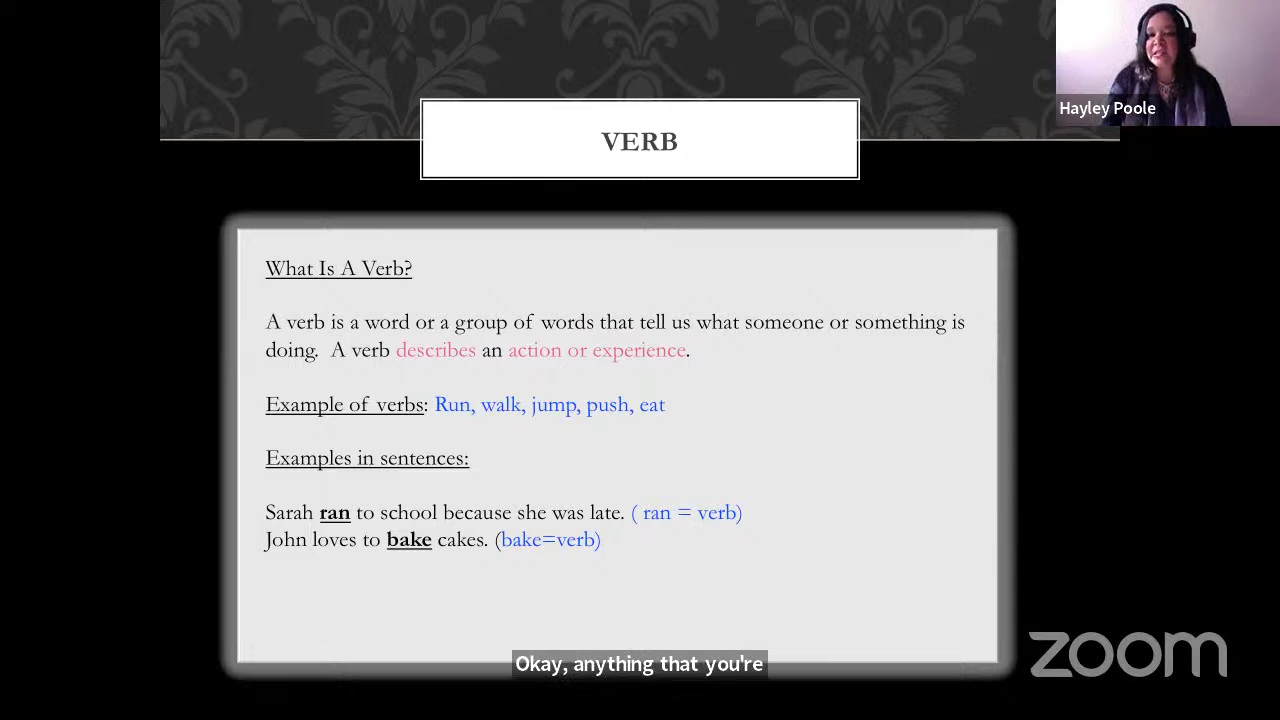 Hayley Poole
VERB
What Is A Verb?
A verb is a word or a group of words that tell us what someone or something is
doing. A verb describes an action or experience.
Example of verbs: Run, walk, jump, push, eat
Examples in sentences:
Sarah ran to school because she was late. ( ran = verb)
John loves to bake cakes. (bake=verb)
Okay, anything that you're
zoom